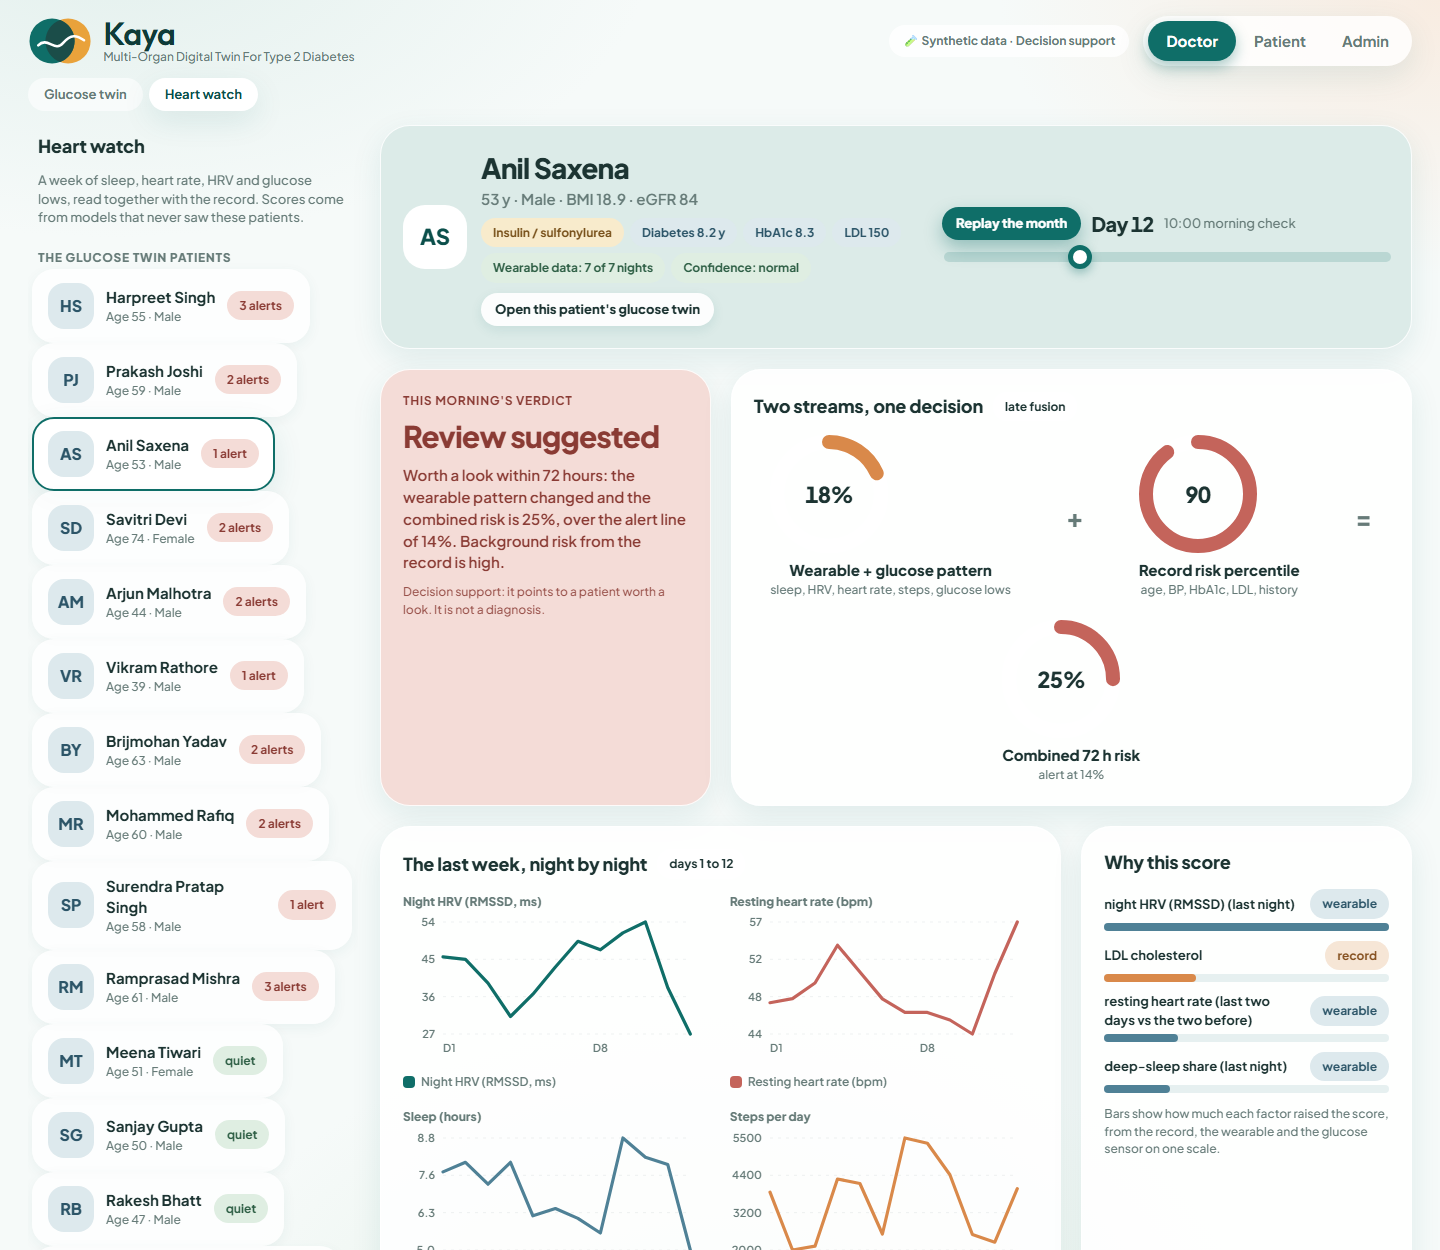 Kaya
Multi-Organ Digital Twin For Type 2 Diabetes
Synthetic data · Decision support
Doctor
Patient
Admin
Glucose twin
Heart watch
Heart watch
A week of sleep, heart rate, HRV and glucose
lows, read together with the record. Scores come
from models that never saw these patients.
THE GLUCOSE TWIN PATIENTS
HS
Harpreet Singh
Age 55 · Male
3 alerts
PJ
Prakash Joshi
Age 59 · Male
2 alerts
AS
Anil Saxena
Age 53 · Male
1 alert
SD
Savitri Devi
Age 74 · Female
2 alerts
AM
Arjun Malhotra
Age 44 · Male
2 alerts
VR
Vikram Rathore
Age 39 · Male
1 alert
BY
Brijmohan Yadav
Age 63 · Male
2 alerts
MR
Mohammed Rafiq
Age 60 · Male
2 alerts
SP
Surendra Pratap
Singh
Age 58 · Male
1 alert
RM
Ramprasad Mishra
Age 61 · Male
3 alerts
MT
Meena Tiwari
Age 51 · Female
quiet
SG
Sanjay Gupta
Age 50 · Male
quiet
RB
Rakesh Bhatt
Age 47 · Male
quiet
AS
Anil Saxena
53 y · Male · BMI 18.9 · eGFR 84
Insulin / sulfonylurea
Diabetes 8.2 y
HbA1c 8.3
LDL 150
Wearable data: 7 of 7 nights
Confidence: normal
Open this patient's glucose twin
Replay the month
Day 12
10:00 morning check
THIS MORNING'S VERDICT
Review suggested
Worth a look within 72 hours: the
wearable pattern changed and the
combined risk is 25%, over the alert line
of 14%. Background risk from the
record is high.
Decision support: it points to a patient worth a
look. It is not a diagnosis.
Two streams, one decision
late fusion
18%
Wearable + glucose pattern
sleep, HRV, heart rate, steps, glucose lows
+
90
Record risk percentile
age, BP, HbA1c, LDL, history
=
25%
Combined 72 h risk
alert at 14%
The last week, night by night
days 1 to 12
Night HRV (RMSSD, ms)
54
45
36
27
D1
D8
Night HRV (RMSSD, ms)
Resting heart rate (bpm)
57
52
48
44
D1
D8
Resting heart rate (bpm)
Sleep (hours)
8.8
7.6
6.3
5.0
Steps per day
5500
4400
3200
2000
Why this score
night HRV (RMSSD) (last night)
wearable
LDL cholesterol
record
resting heart rate (last two
days vs the two before)
wearable
deep-sleep share (last night)
wearable
Bars show how much each factor raised the score,
from the record, the wearable and the glucose
sensor on one scale.